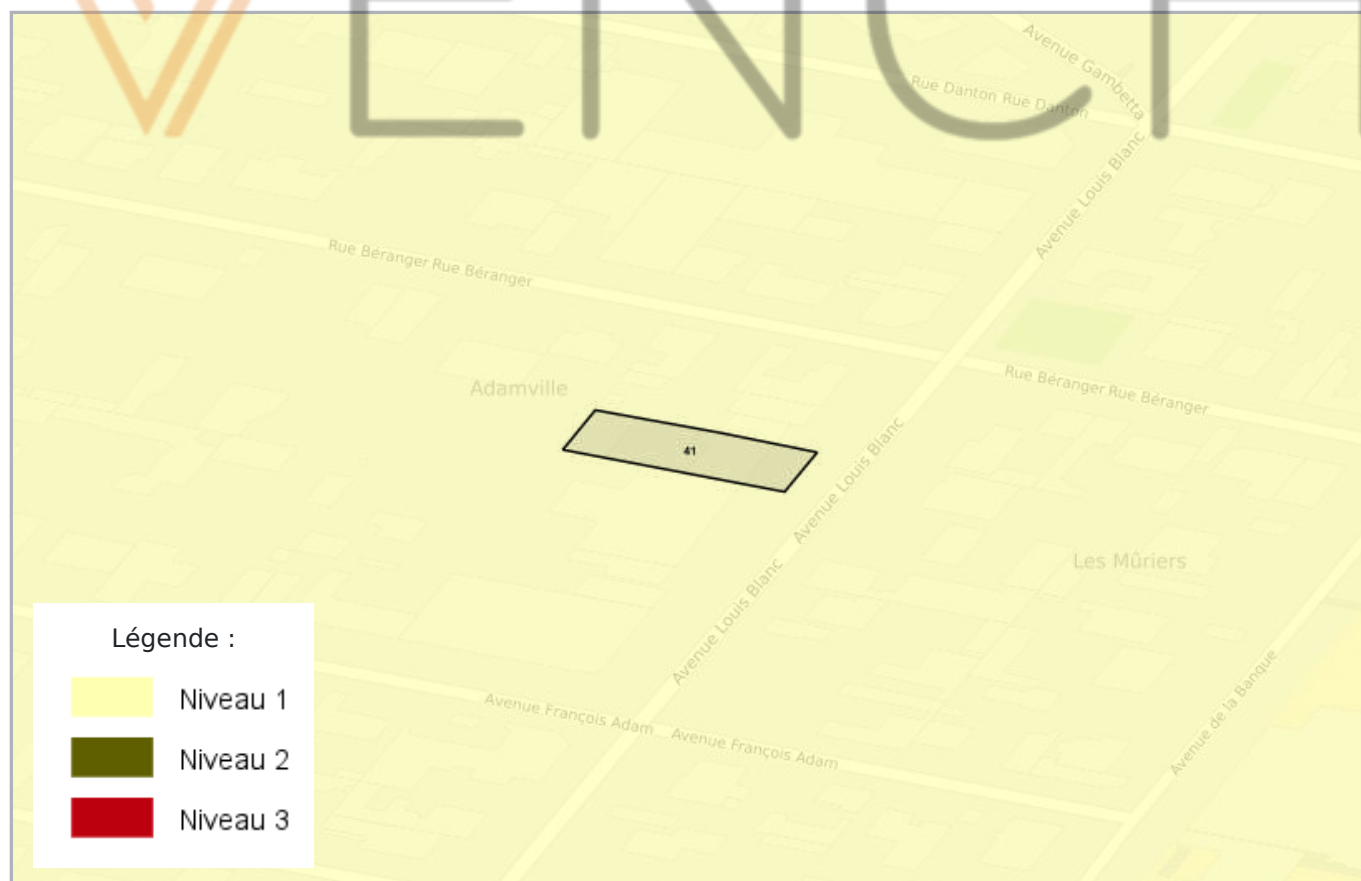 Avenue Gambetta
Rue Danton Rue Danton
Avenue Louis Blanc
Rue Béranger Rue Béranger
Rue Béranger Rue Béranger
Adamville
41
Avenue Louis Blanc
Les Mûriers
Avenue Louis Blanc
Avenue de la Banque
Avenue François Adam
Avenue François Adam
Légende :
Niveau 1
Niveau 2
Niveau 3